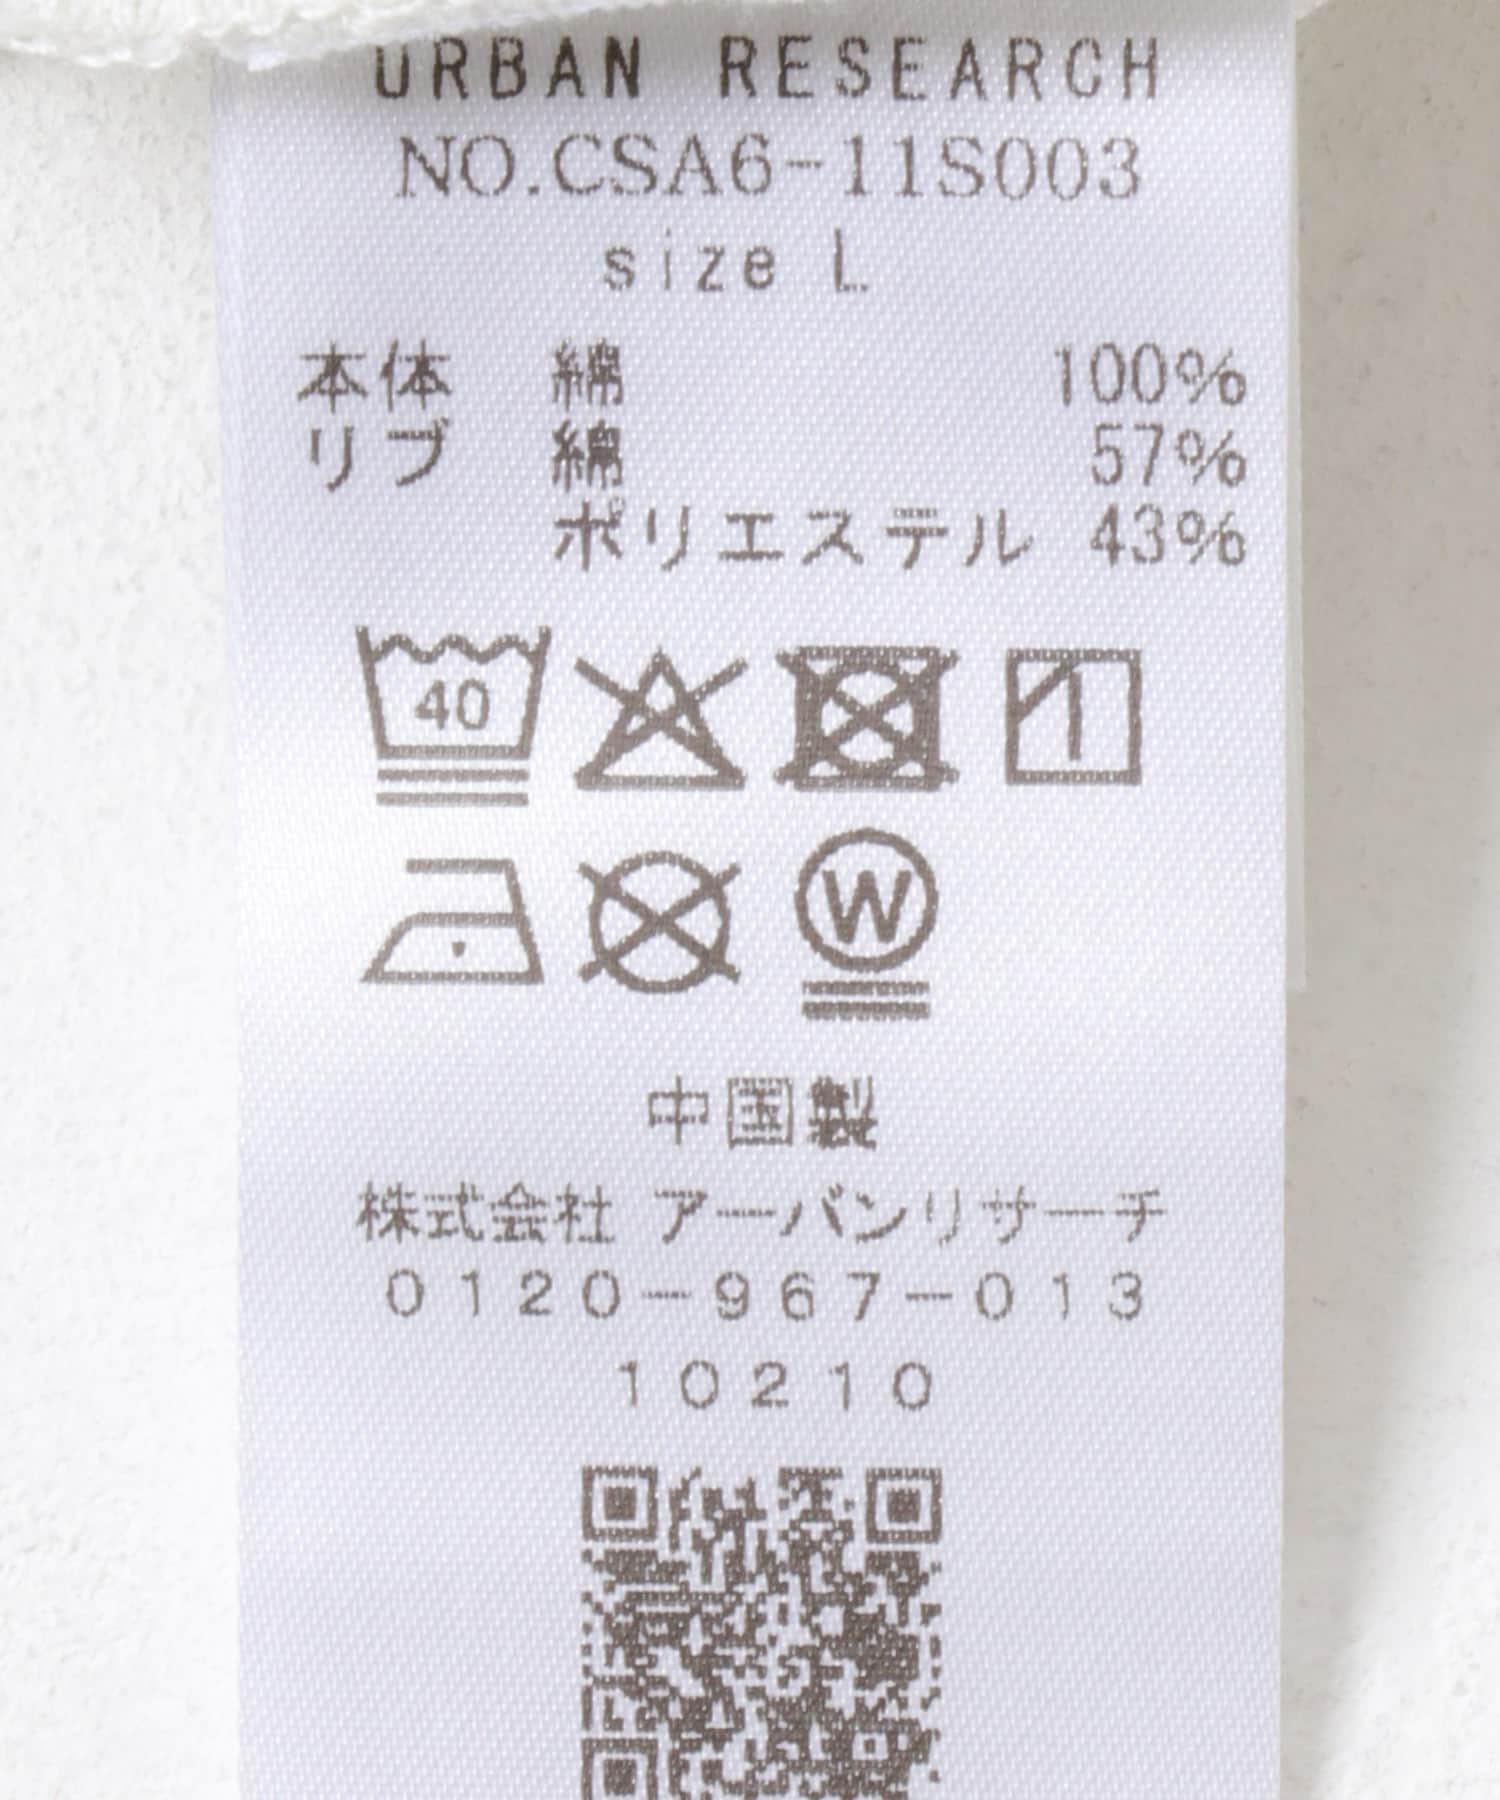 URBAN RESEARCH
NO.CSA6-11S003
size L
本体 綿 100%
リブ 綿 57%
ポリエステル 43%
40
W
中国製
株式会社 アーバンリサーチ
0120-967-013
10210